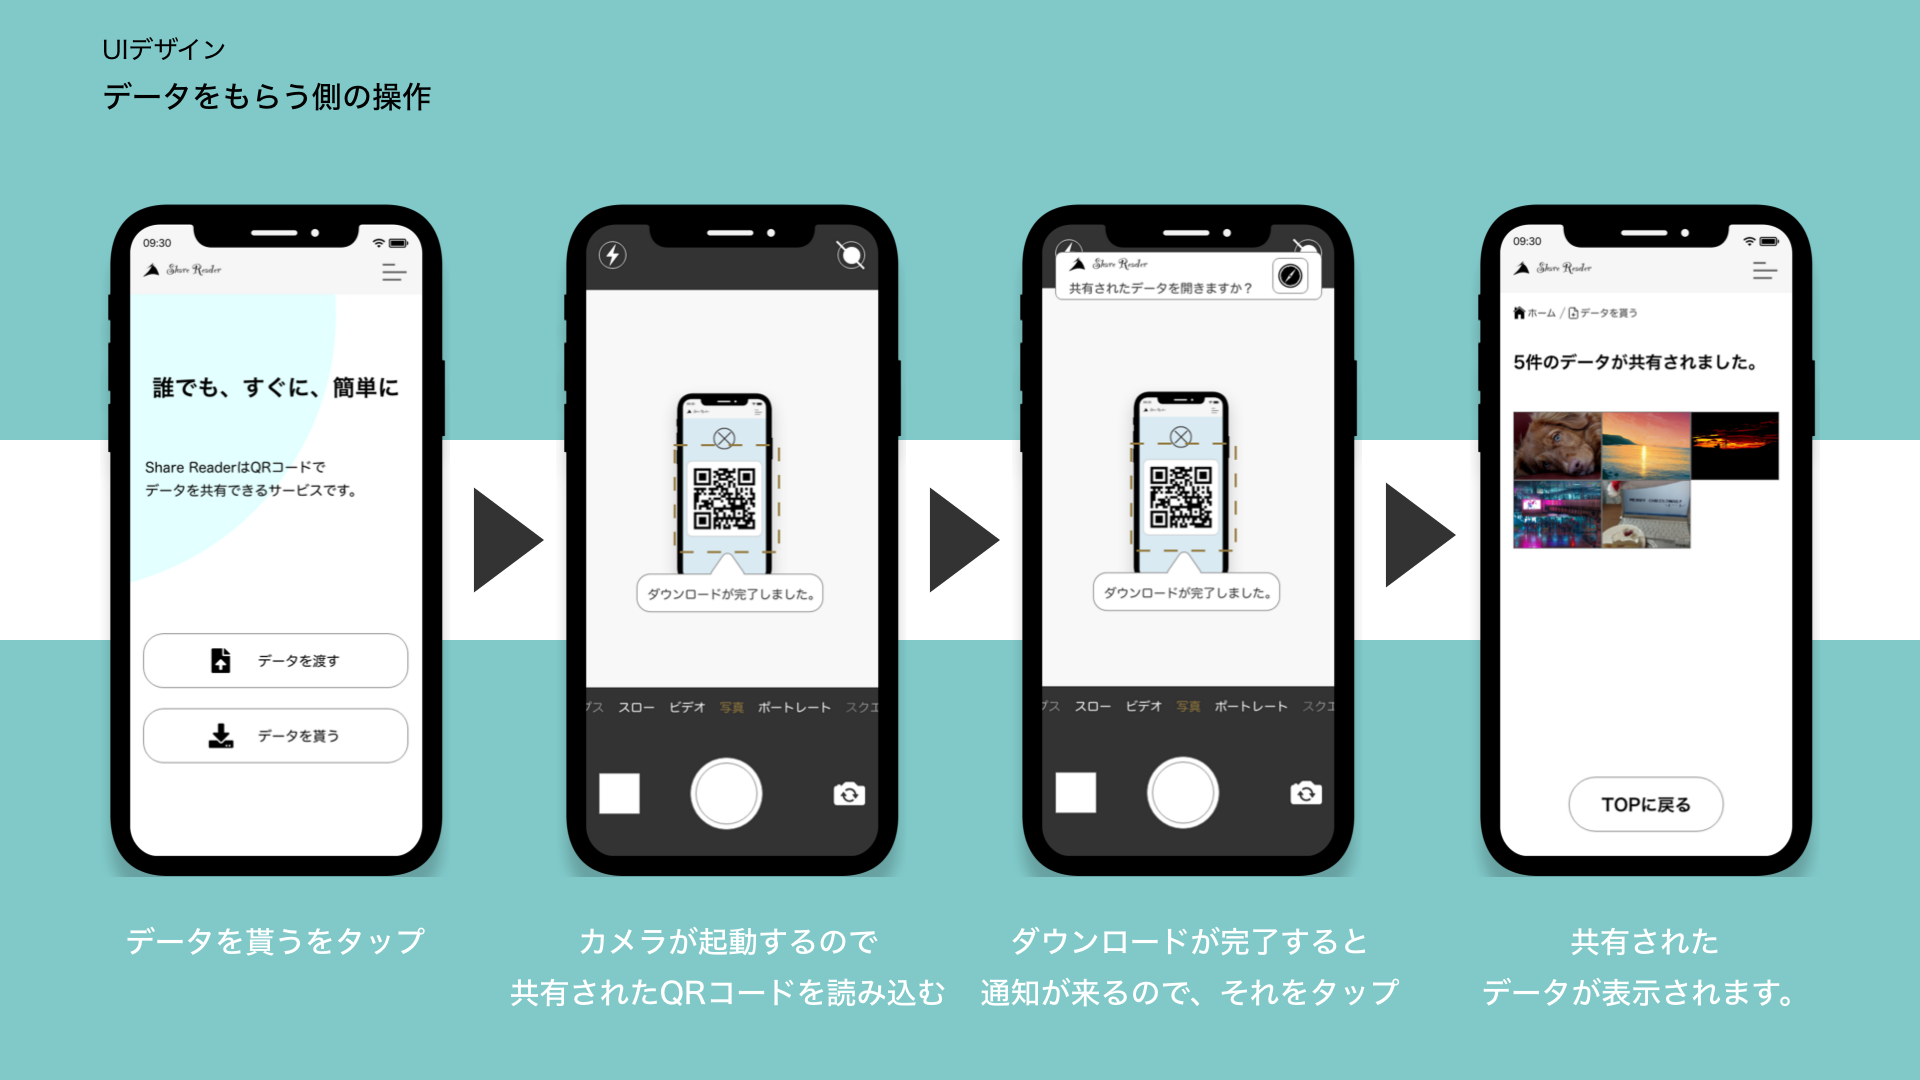 UIデザイン
データをもらう側の操作
09:30
Share Reader
誰でも、すぐに、簡単に
Share ReaderはQRコードで
データを共有できるサービスです。
データを渡す
データを貰う
データを貰うをタップ
ダウンロードが完了しました。
プス スロー ビデオ 写真 ポートレート スクエ
カメラが起動するので
共有されたQRコードを読み込む
Share Reader
共有されたデータを開きますか？
ダウンロードが完了しました。
プス スロー ビデオ 写真 ポートレート スクエ
ダウンロードが完了すると
通知が来るので、それをタップ
09:30
Share Reader
ホーム / データを貰う
5件のデータが共有されました。
TOPに戻る
共有された
データが表示されます。